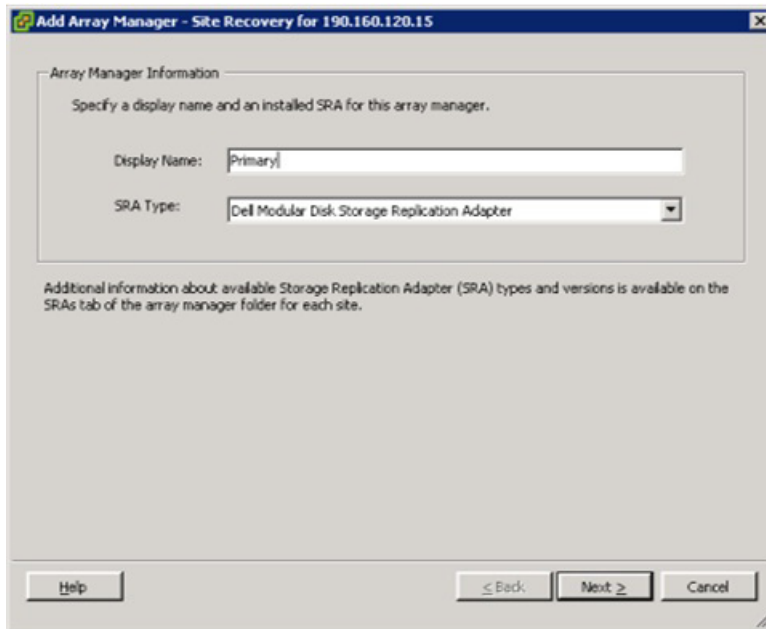 Add Array Manager - Site Recovery for 190.160.120.15
Array Manager Information
Specify a display name and an installed SRA for this array manager.
Display Name: Primary
SRA Type: Dell Modular Disk Storage Replication Adapter
Additional information about available Storage Replication Adapter (SRA) types and versions is available on the
SRAs tab of the array manager folder for each site.
Help < Back Next > Cancel